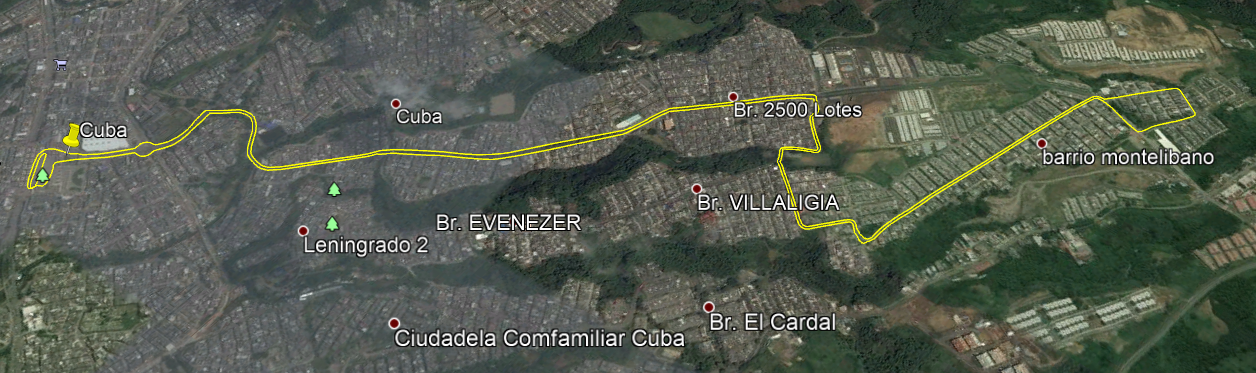 Cuba
Cuba
Br. 2500 Lotes
barrio montelibano
Br. VILLALIGIA
Br. EVENEZER
Leningrado 2
Br. El Cardal
Ciudadela Comfamiliar Cuba